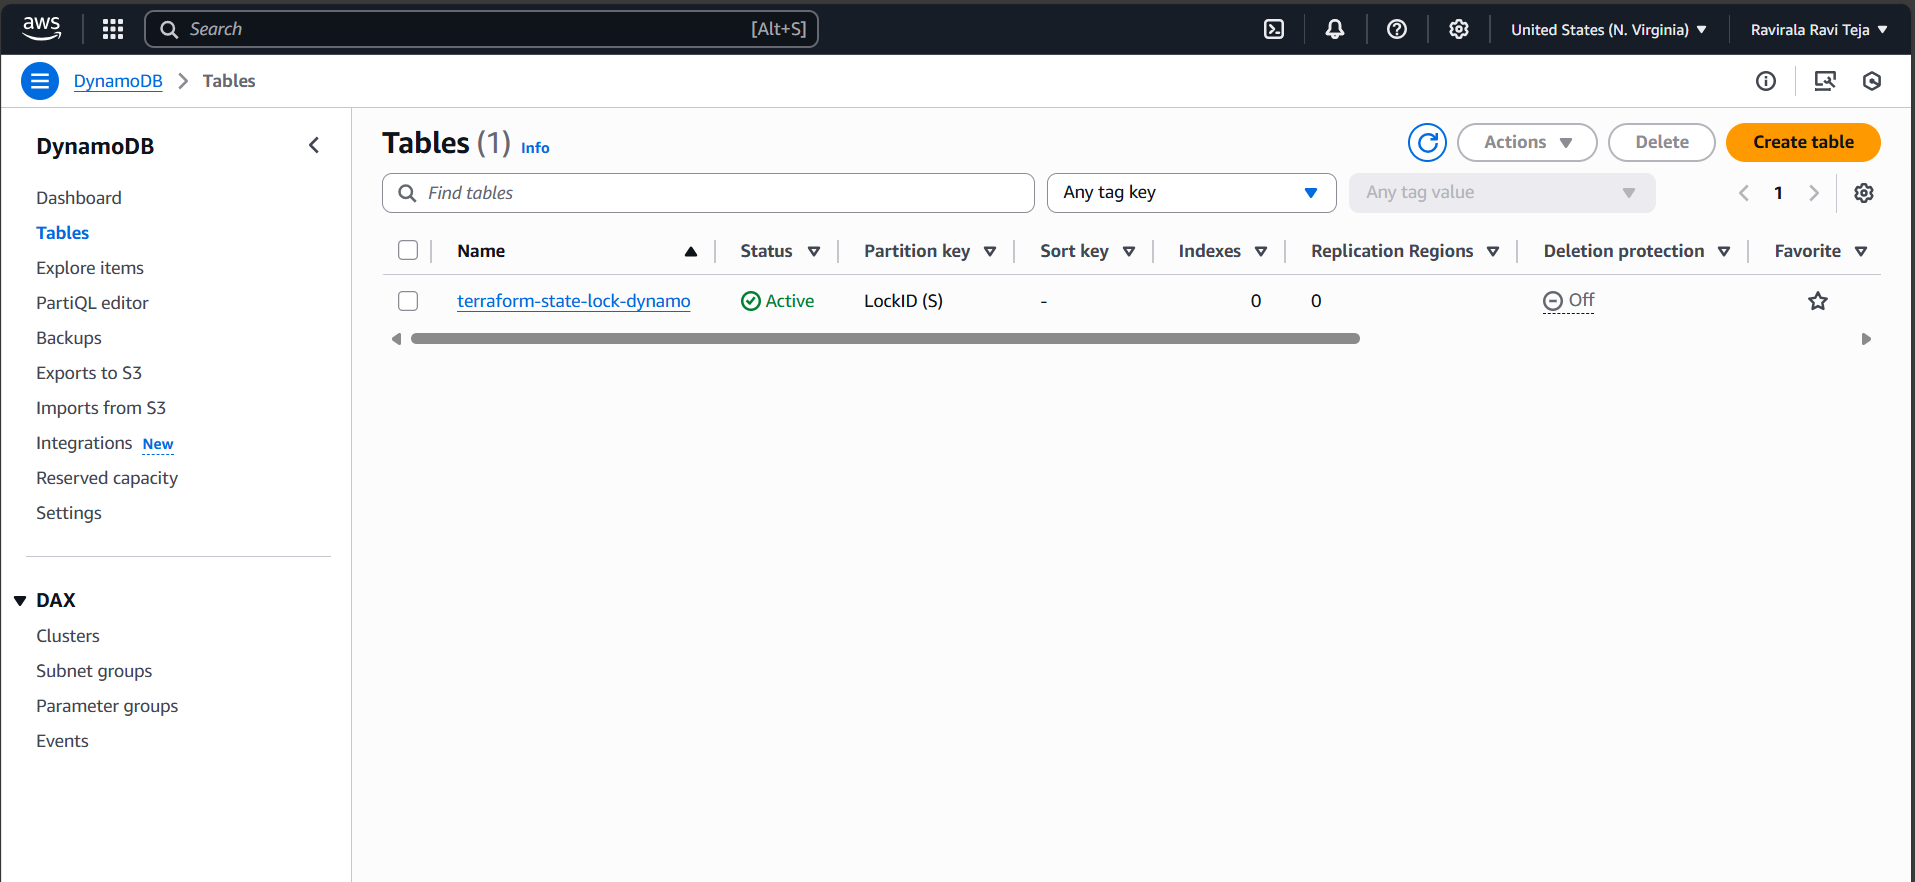 aws Search [Alt+S] United States (N. Virginia) Ravirala Ravi Teja
DynamoDB Tables
DynamoDB
Dashboard
Tables
Explore items
PartiQL editor
Backups
Exports to S3
Imports from S3
Integrations New
Reserved capacity
Settings
DAX
Clusters
Subnet groups
Parameter groups
Events
Tables (1) Info Actions Delete Create table
Find tables Any tag key Any tag value 1
Name Status Partition key Sort key Indexes Replication Regions Deletion protection Favorite
terraform-state-lock-dynamo Active LockID (S) - 0 0 Off